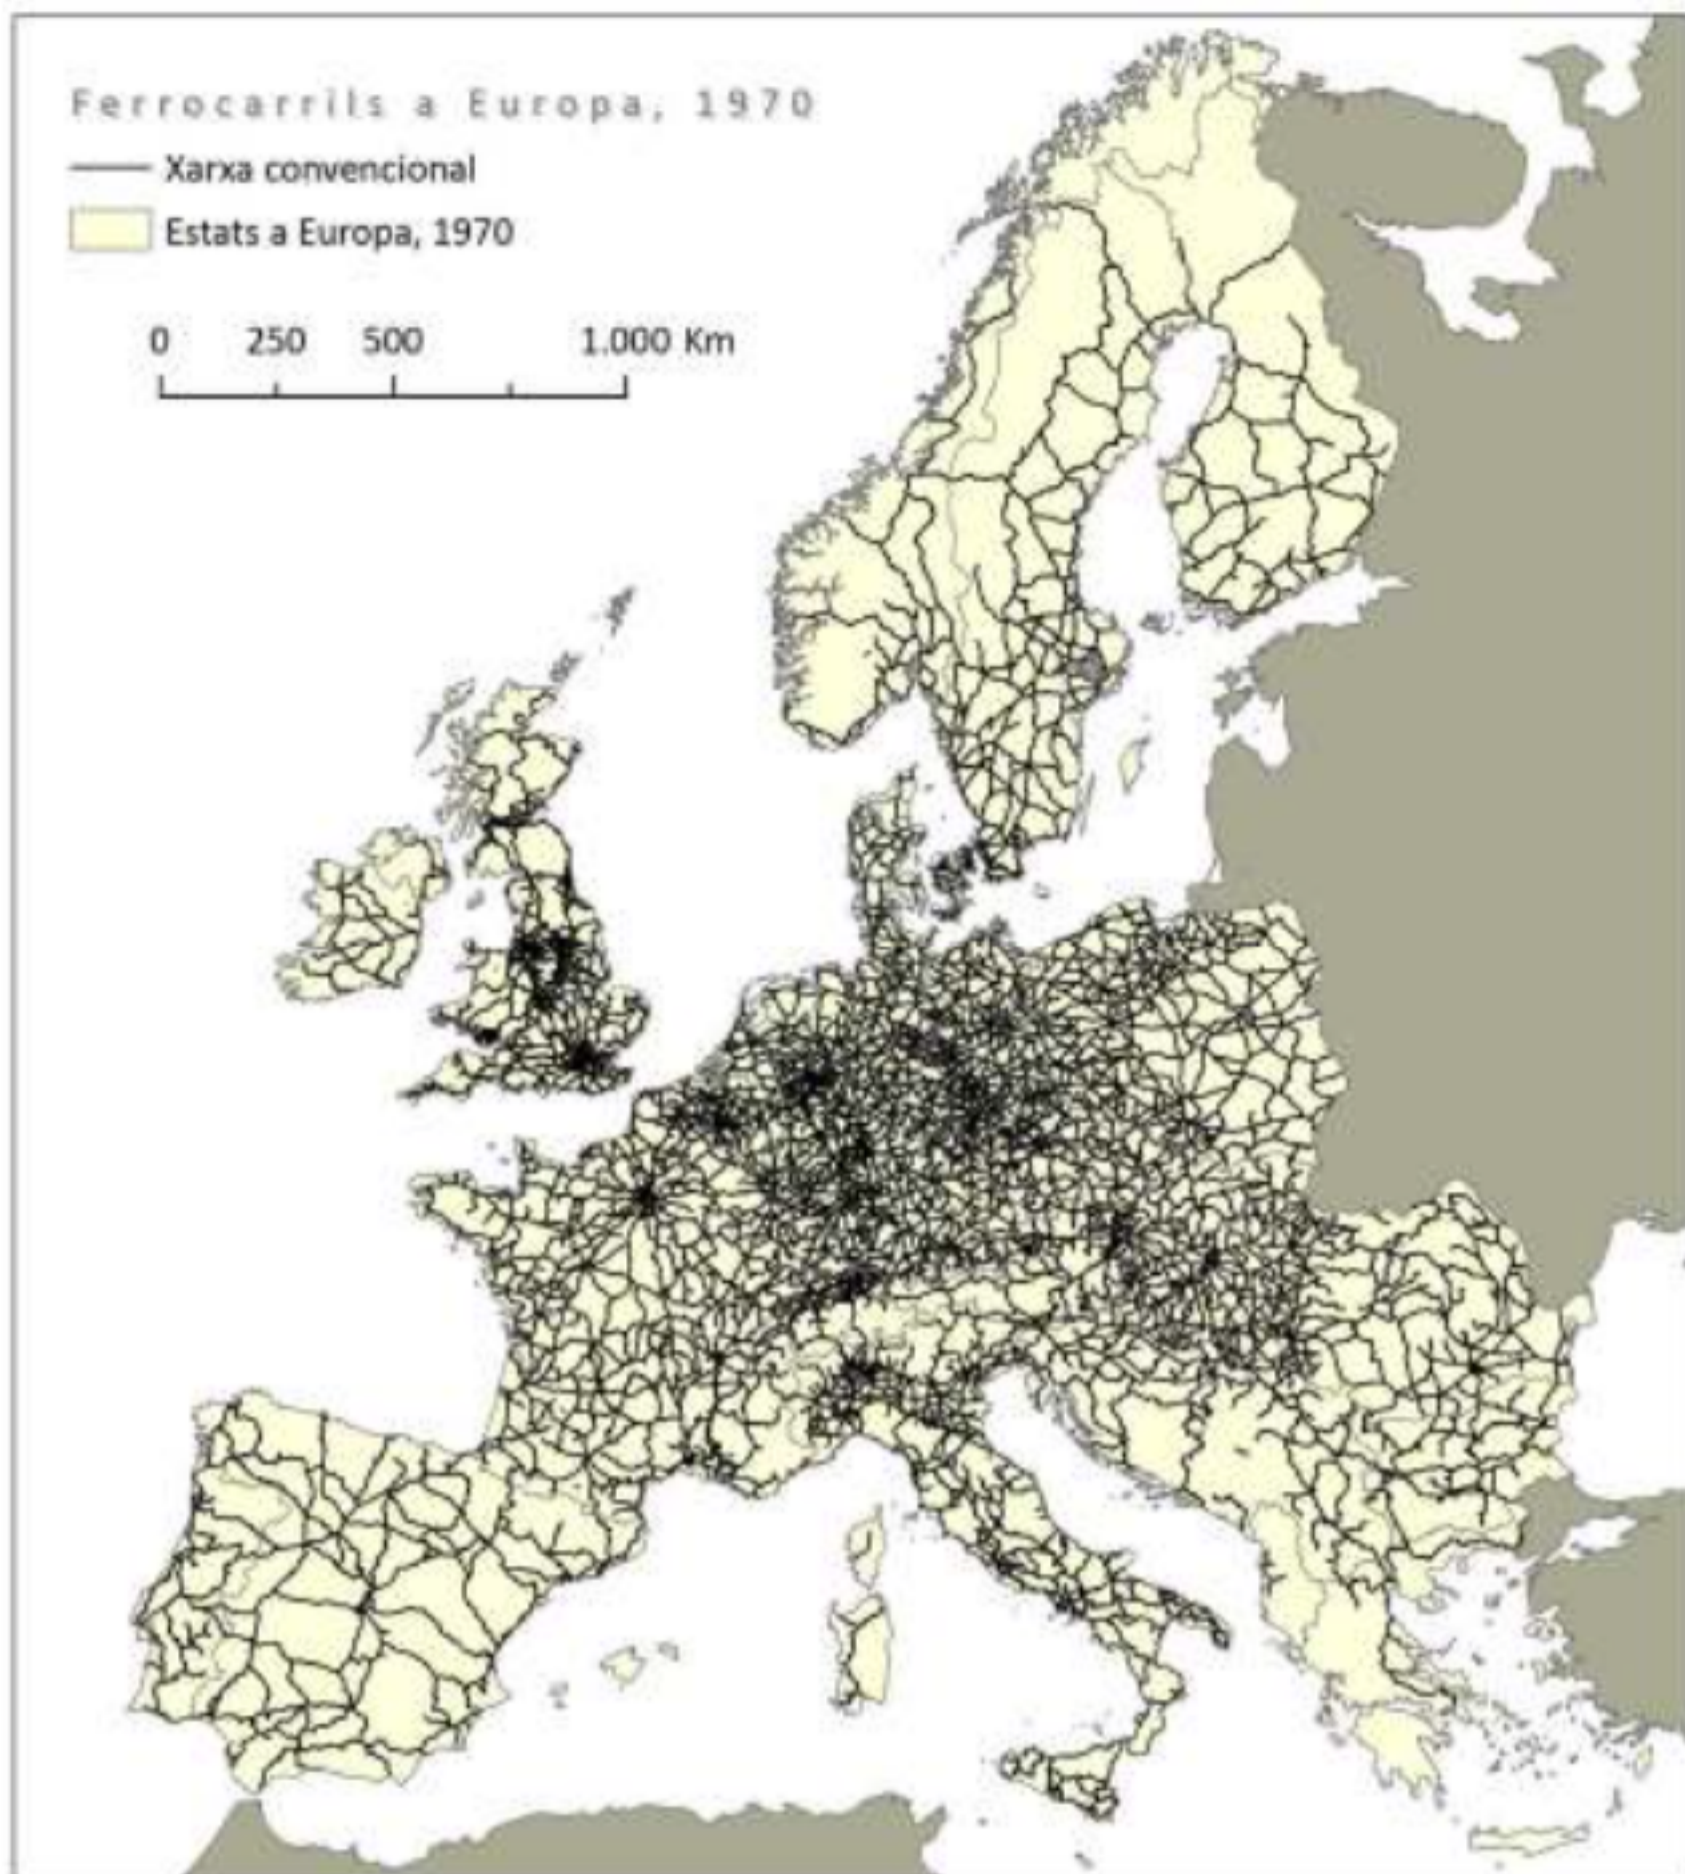 Ferrocarrils a Europa, 1970
Xarxa convencional
Estats a Europa, 1970
0 250 500 1.000 Km